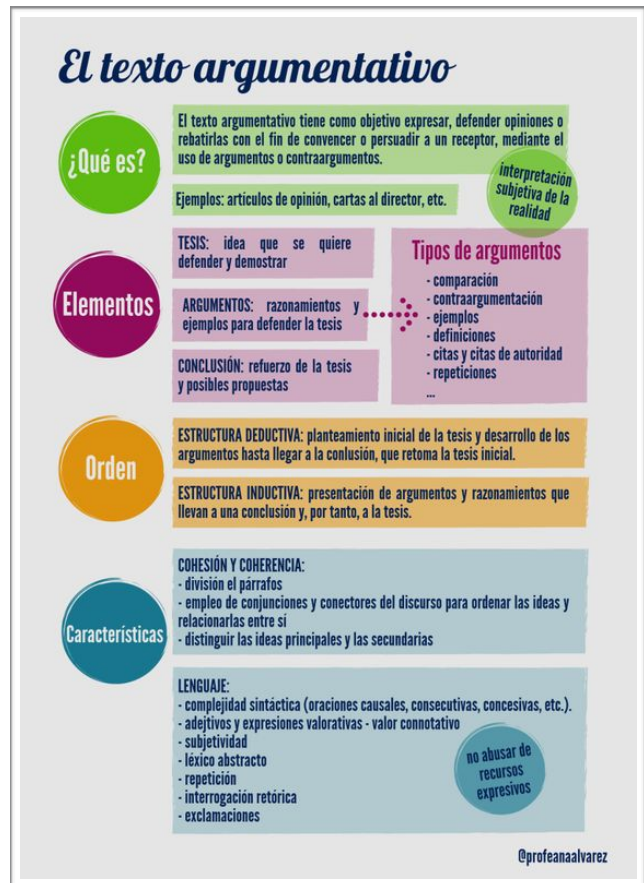 El texto argumentativo
¿Qué es?
El texto argumentativo tiene como objetivo expresar, defender opiniones o
rebatirlas con el fin de convencer o persuadir a un receptor, mediante el
uso de argumentos o contraargumentos.
Ejemplos: artículos de opinión, cartas al director, etc.
interpretación
subjetiva de la
realidad
Elementos
TESIS: idea que se quiere
defender y demostrar
ARGUMENTOS: razonamientos y
ejemplos para defender la tesis
CONCLUSIÓN: refuerzo de la tesis
y posibles propuestas
Tipos de argumentos
- comparación
- contraargumentación
- ejemplos
- definiciones
- citas y citas de autoridad
- repeticiones
...
Orden
ESTRUCTURA DEDUCTIVA: planteamiento inicial de la tesis y desarrollo de los
argumentos hasta llegar a la conlusión, que retoma la tesis inicial.
ESTRUCTURA INDUCTIVA: presentación de argumentos y razonamientos que
llevan a una conclusión y, por tanto, a la tesis.
Características
COHESIÓN Y COHERENCIA:
- división el párrafos
- empleo de conjunciones y conectores del discurso para ordenar las ideas y
relacionarlas entre sí
- distinguir las ideas principales y las secundarias
LENGUAJE:
- complejidad sintáctica (oraciones causales, consecutivas, concesivas, etc.).
- adejtivos y expresiones valorativas - valor connotativo
- subjetividad
- léxico abstracto
- repetición
- interrogación retórica
- exclamaciones
no abusar de
recursos
expresivos
@profeanaalvarez